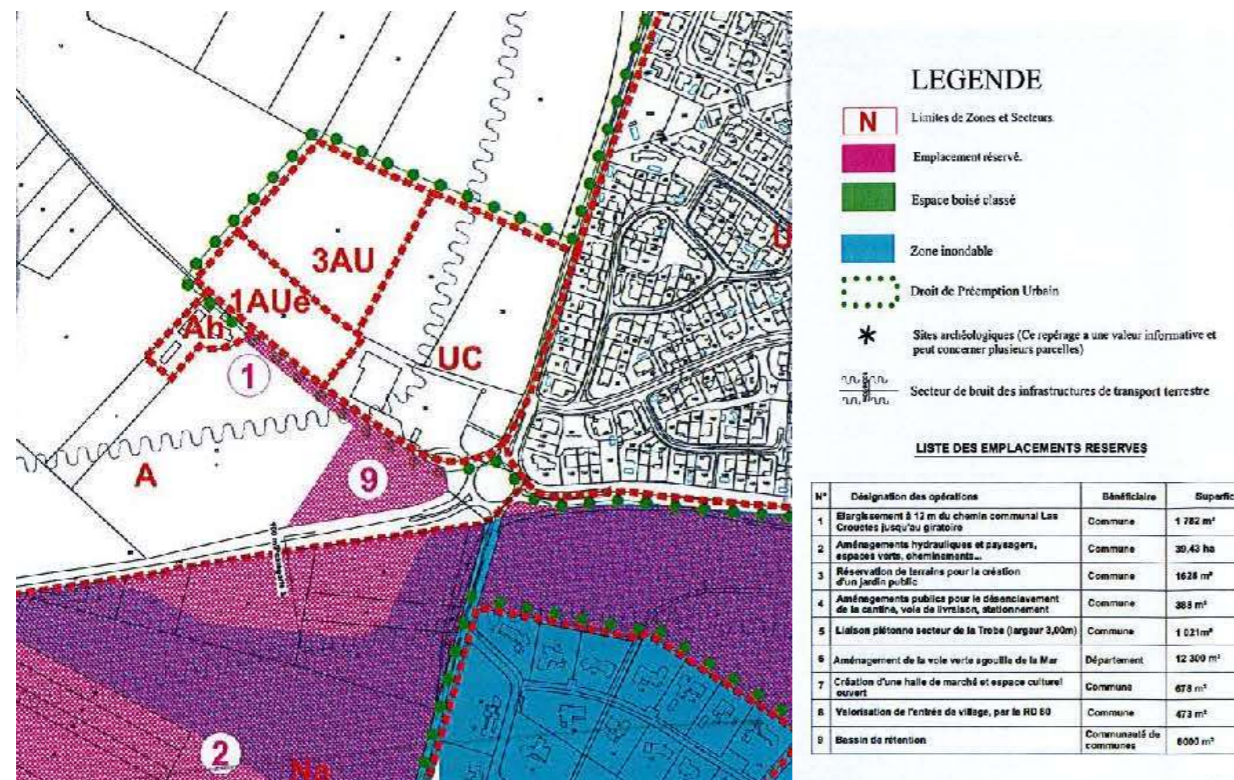 3AU
1AUe
Ah
1
UC
U
A
9
2
Na
LEGENDE
N
Limites de Zones et Secteurs
Emplacement réservé.
Espace boisé classé
Zone inondable
Droit de Préemption Urbain
Sites archéologiques (Ce repérage a une valeur informative et
peut concerner plusieurs parcelles)
Secteur de bruit des infrastructures de transport terrestre
LISTE DES EMPLACEMENTS RESERVES
N° Désignation des opérations Bénéficiaire Superfic
1 Elargissement à 12 m du chemin communal Las
Crouetes jusqu'au giratoire Commune 1 782 m²
2 Aménagements hydrauliques et paysagers,
espaces verts, cheminements... Commune 39,43 ha
3 Réservation de terrains pour la création
d'un jardin public Commune 1628 m²
4 Aménagements publics pour le désenclavement
de la cantine, voie de livraison, stationnement Commune 388 m²
5 Liaison piétonne secteur de la Trobe (largeur 3,00m) Commune 1 021m²
6 Aménagement de la voie verte agouille de la Mar Département 12 300 m²
7 Création d'une halle de marché et espace culturel
ouvert Commune 678 m²
8 Valorisation de l'entrée de village, par la RD 80 Commune 473 m²
9 Bassin de rétention Communauté de
communes 6000 m²